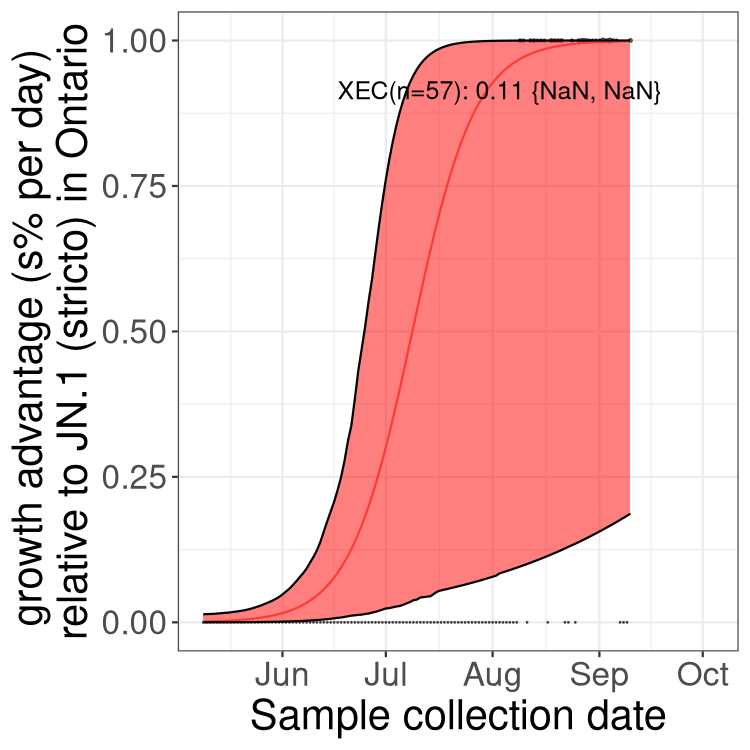 growth advantage (s% per day)
relative to JN.1 (stricto) in Ontario
1.00
0.75
0.50
0.25
0.00
XEC(n=57): 0.11 {NaN, NaN}
Jun
Jul
Aug
Sep
Oct
Sample collection date